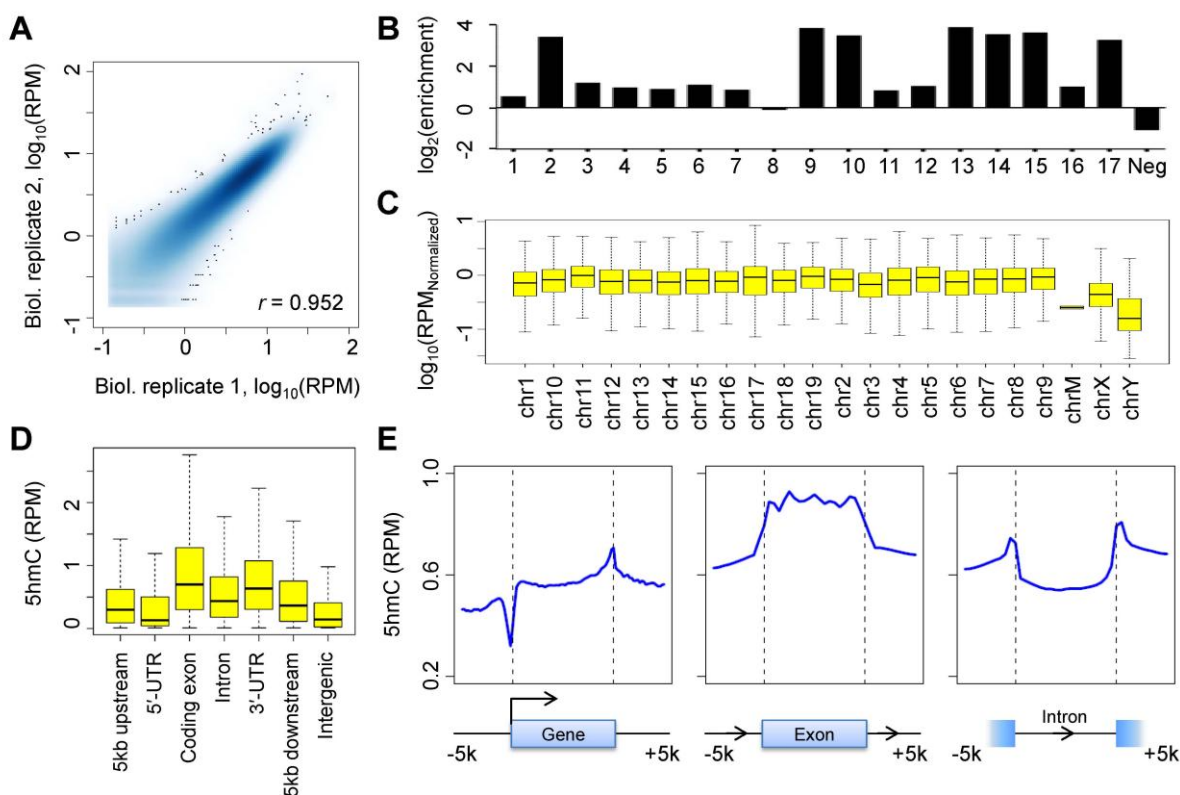 A
Biol. replicate 2, log10(RPM)
2
1
0
-1
r = 0.952
-1 0 1 2
Biol. replicate 1, log10(RPM)
B
log2(enrichment)
4
2
0
-2
1 2 3 4 5 6 7 8 9 10 11 12 13 14 15 16 17 Neg
C
log10(RPMNormalized)
1
0
-1
chr1 chr10 chr11 chr12 chr13 chr14 chr15 chr16 chr17 chr18 chr19 chr2 chr3 chr4 chr5 chr6 chr7 chr8 chr9 chrM chrX chrY
D
5hmC (RPM)
2
1
0
5kb upstream
5′-UTR
Coding exon
Intron
3′-UTR
5kb downstream
Intergenic
E
5hmC (RPM)
1.0
0.6
0.2
Gene
-5k +5k
Exon
-5k +5k
Intron
-5k +5k